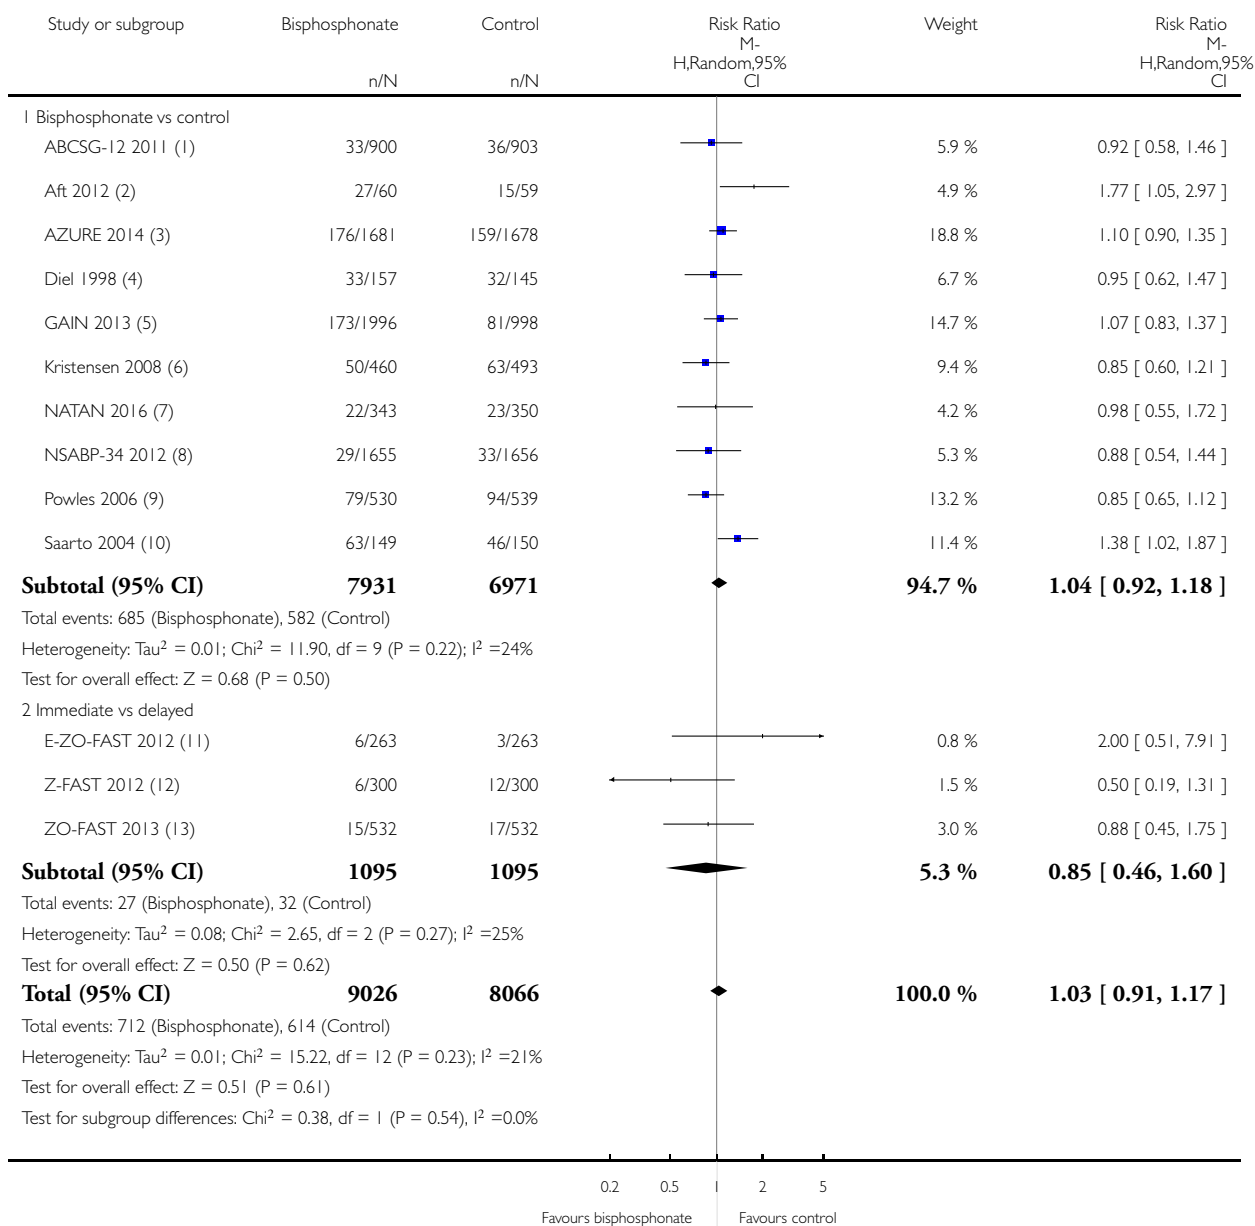 Study or subgroup Bisphosphonate Control Risk Ratio Weight Risk Ratio
M- M-
H,Random,95% H,Random,95%
n/N n/N CI CI
1 Bisphosphonate vs control
ABCSG-12 2011 (1) 33/900 36/903 5.9 % 0.92 [ 0.58, 1.46 ]
Aft 2012 (2) 27/60 15/59 4.9 % 1.77 [ 1.05, 2.97 ]
AZURE 2014 (3) 176/1681 159/1678 18.8 % 1.10 [ 0.90, 1.35 ]
Diel 1998 (4) 33/157 32/145 6.7 % 0.95 [ 0.62, 1.47 ]
GAIN 2013 (5) 173/1996 81/998 14.7 % 1.07 [ 0.83, 1.37 ]
Kristensen 2008 (6) 50/460 63/493 9.4 % 0.85 [ 0.60, 1.21 ]
NATAN 2016 (7) 22/343 23/350 4.2 % 0.98 [ 0.55, 1.72 ]
NSABP-34 2012 (8) 29/1655 33/1656 5.3 % 0.88 [ 0.54, 1.44 ]
Powles 2006 (9) 79/530 94/539 13.2 % 0.85 [ 0.65, 1.12 ]
Saarto 2004 (10) 63/149 46/150 11.4 % 1.38 [ 1.02, 1.87 ]
Subtotal (95% CI) 7931 6971 94.7 % 1.04 [ 0.92, 1.18 ]
Total events: 685 (Bisphosphonate), 582 (Control)
Heterogeneity: Tau² = 0.01; Chi² = 11.90, df = 9 (P = 0.22); I² =24%
Test for overall effect: Z = 0.68 (P = 0.50)
2 Immediate vs delayed
E-ZO-FAST 2012 (11) 6/263 3/263 0.8 % 2.00 [ 0.51, 7.91 ]
Z-FAST 2012 (12) 6/300 12/300 1.5 % 0.50 [ 0.19, 1.31 ]
ZO-FAST 2013 (13) 15/532 17/532 3.0 % 0.88 [ 0.45, 1.75 ]
Subtotal (95% CI) 1095 1095 5.3 % 0.85 [ 0.46, 1.60 ]
Total events: 27 (Bisphosphonate), 32 (Control)
Heterogeneity: Tau² = 0.08; Chi² = 2.65, df = 2 (P = 0.27); I² =25%
Test for overall effect: Z = 0.50 (P = 0.62)
Total (95% CI) 9026 8066 100.0 % 1.03 [ 0.91, 1.17 ]
Total events: 712 (Bisphosphonate), 614 (Control)
Heterogeneity: Tau² = 0.01; Chi² = 15.22, df = 12 (P = 0.23); I² =21%
Test for overall effect: Z = 0.51 (P = 0.61)
Test for subgroup differences: Chi² = 0.38, df = 1 (P = 0.54), I² =0.0%
0.2 0.5 1 2 5
Favours bisphosphonate Favours control